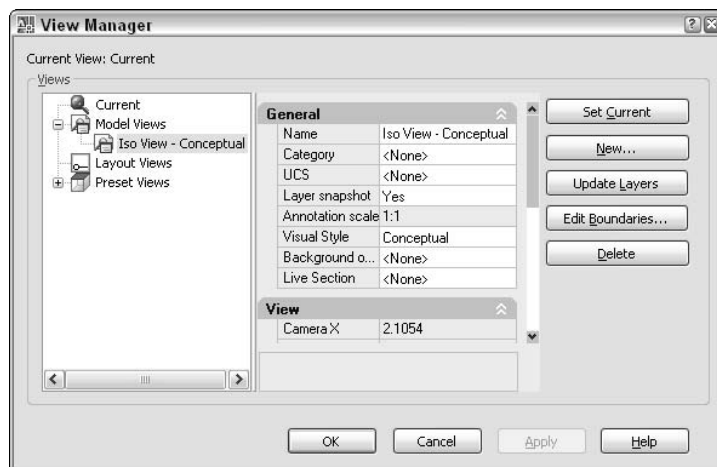 View Manager
Current View: Current
Views
Current
Model Views
Iso View - Conceptual
Layout Views
Preset Views
General
Name Iso View - Conceptual
Category <None>
UCS <None>
Layer snapshot Yes
Annotation scale 1:1
Visual Style Conceptual
Background o... <None>
Live Section <None>
View
Camera X 2.1054
Set Current
New...
Update Layers
Edit Boundaries...
Delete
OK
Cancel
Apply
Help